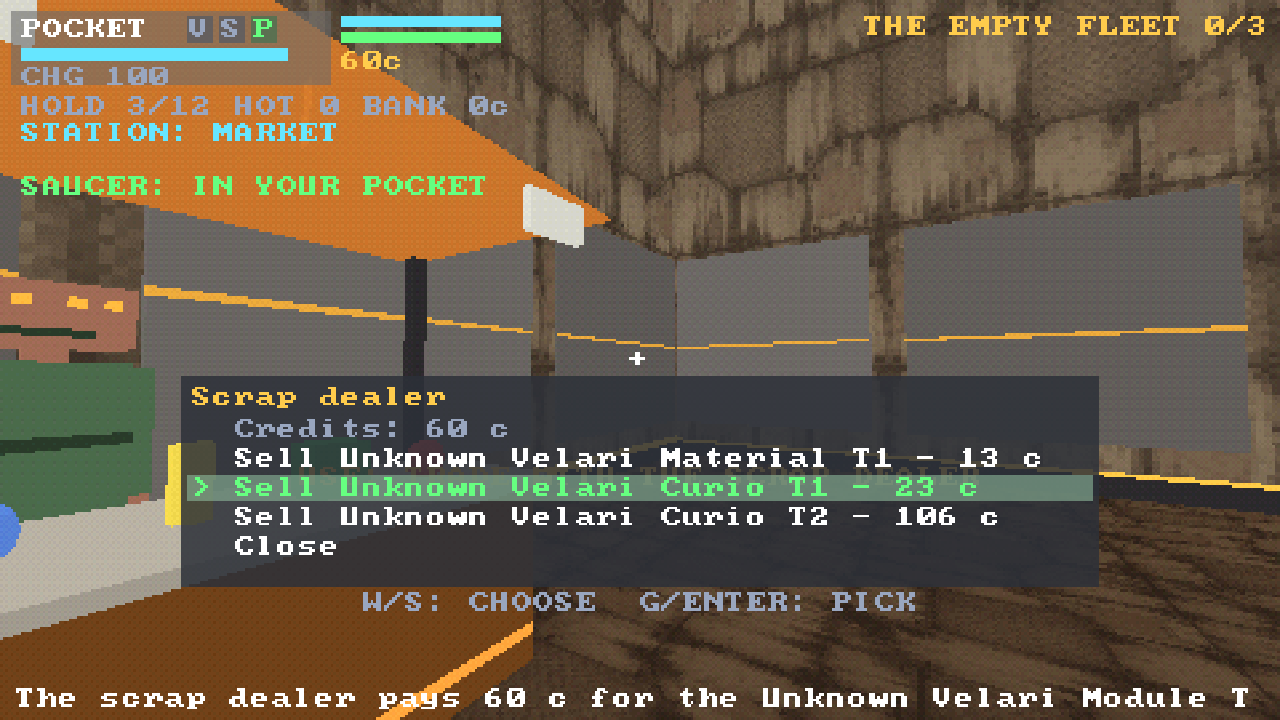 POCKET V S P
60c
THE EMPTY FLEET 0/3
CHG 100
HOLD 3/12 HOT 0 BANK 0c
STATION: MARKET
SAUCER: IN YOUR POCKET
Scrap dealer
Credits: 60 c
Sell Unknown Velari Material T1 - 13 c
> Sell Unknown Velari Curio T1 - 23 c
Sell Unknown Velari Curio T2 - 106 c
Close
W/S: CHOOSE G/ENTER: PICK
The scrap dealer pays 60 c for the Unknown Velari Module T